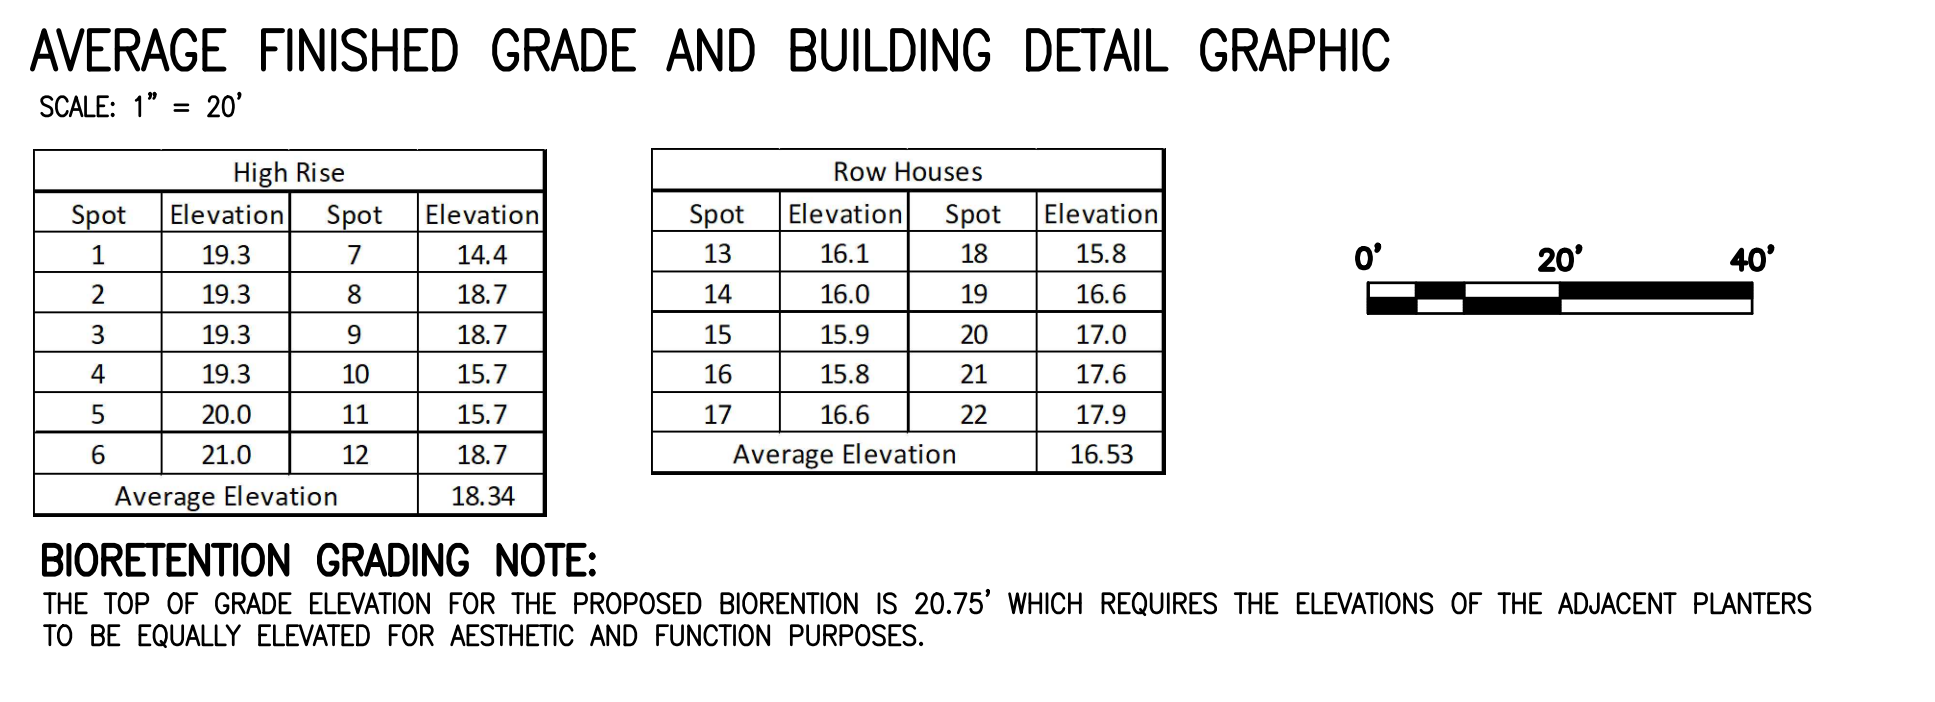 AVERAGE FINISHED GRADE AND BUILDING DETAIL GRAPHIC
SCALE: 1" = 20'
High Rise
Spot Elevation Spot Elevation
1 19.3 7 14.4
2 19.3 8 18.7
3 19.3 9 18.7
4 19.3 10 15.7
5 20.0 11 15.7
6 21.0 12 18.7
Average Elevation 18.34
Row Houses
Spot Elevation Spot Elevation
13 16.1 18 15.8
14 16.0 19 16.6
15 15.9 20 17.0
16 15.8 21 17.6
17 16.6 22 17.9
Average Elevation 16.53
0' 20' 40'
BIORETENTION GRADING NOTE:
THE TOP OF GRADE ELEVATION FOR THE PROPOSED BIORENTION IS 20.75' WHICH REQUIRES THE ELEVATIONS OF THE ADJACENT PLANTERS
TO BE EQUALLY ELEVATED FOR AESTHETIC AND FUNCTION PURPOSES.